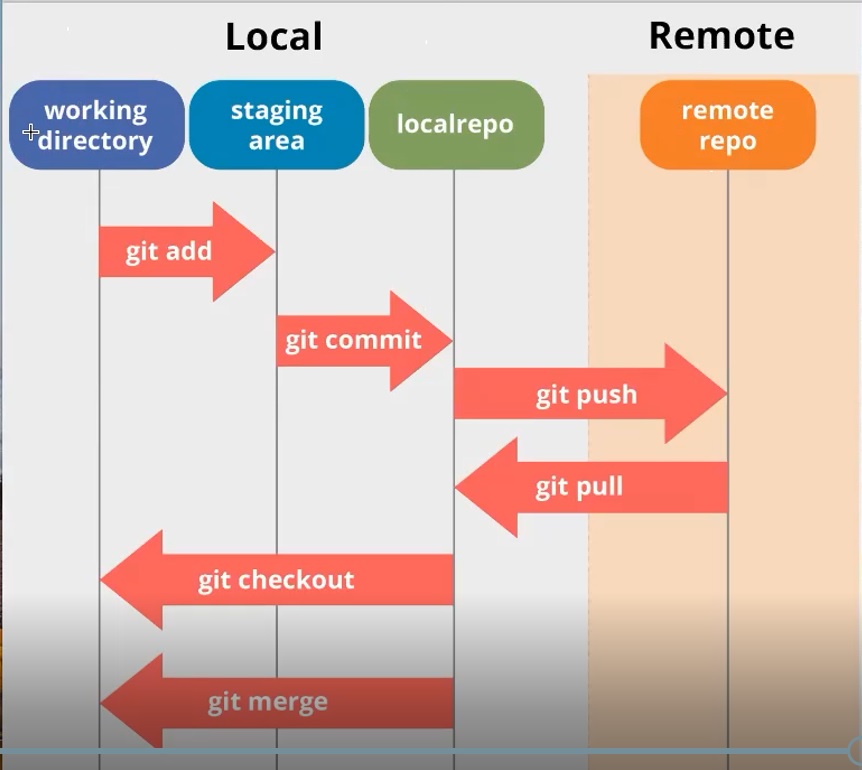 Local
Remote
working
directory
staging
area
localrepo
remote
repo
git add
git commit
git push
git pull
git checkout
git merge